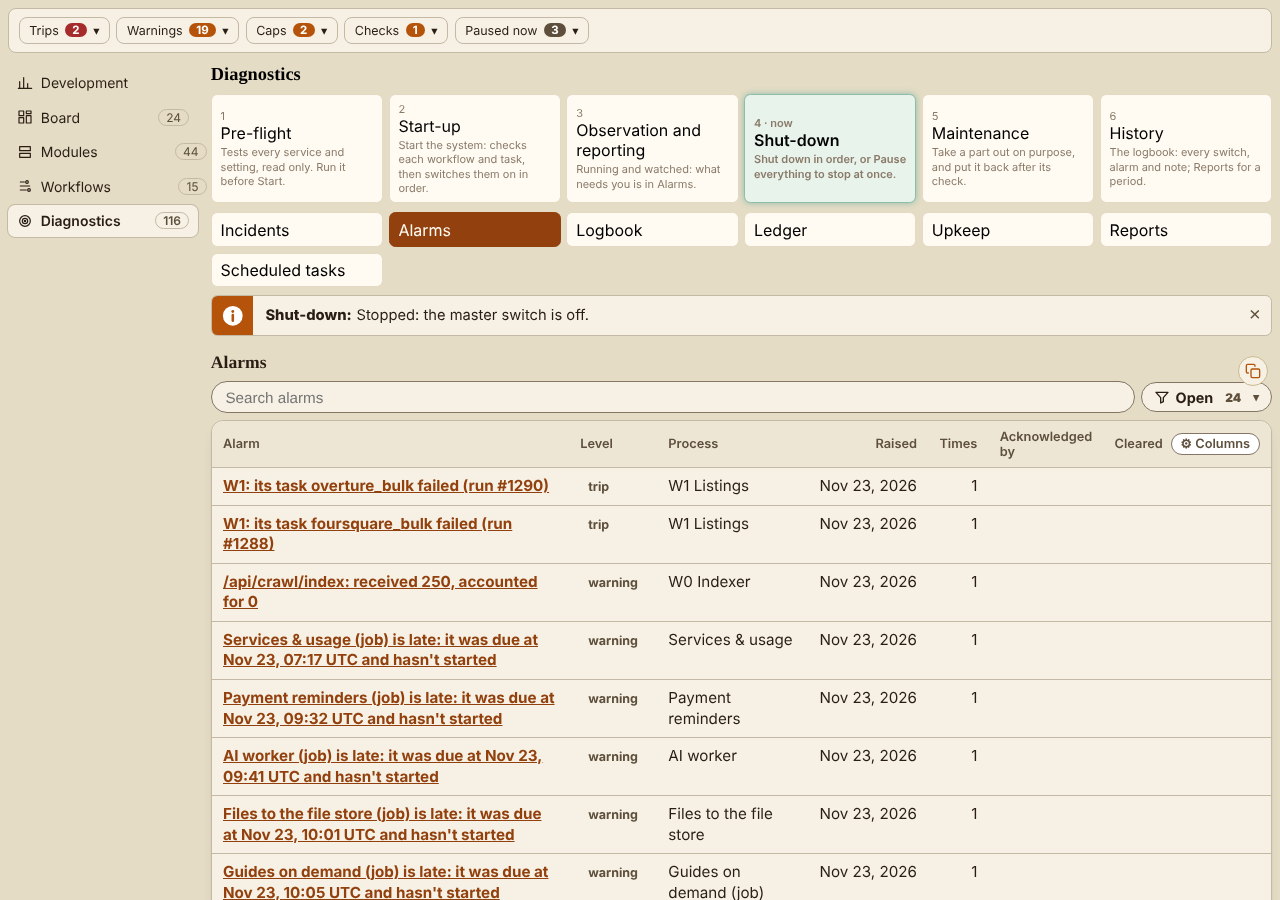 Trips 2 ▾ Warnings 19 ▾ Caps 2 ▾ Checks 1 ▾ Paused now 3 ▾
Development
Board 24
Modules 44
Workflows 15
Diagnostics 116
Diagnostics
1
Pre-flight
Tests every service and
setting, read only. Run it
before Start.
2
Start-up
Start the system: checks
each workflow and task,
then switches them on in
order.
3
Observation and
reporting
Running and watched: what
needs you is in Alarms.
4 · now
Shut-down
Shut down in order, or Pause
everything to stop at once.
5
Maintenance
Take a part out on purpose,
and put it back after its
check.
6
History
The logbook: every switch,
alarm and note; Reports for a
period.
Incidents
Alarms
Logbook
Ledger
Upkeep
Reports
Scheduled tasks
Shut-down: Stopped: the master switch is off. ×
Alarms
Search alarms
Open 24 ▾
Alarm Level Process Raised Times Acknowledged by Cleared ⚙ Columns
W1: its task overture_bulk failed (run #1290) trip W1 Listings Nov 23, 2026 1
W1: its task foursquare_bulk failed (run
#1288) trip W1 Listings Nov 23, 2026 1
/api/crawl/index: received 250, accounted
for 0 warning W0 Indexer Nov 23, 2026 1
Services & usage (job) is late: it was due at
Nov 23, 07:17 UTC and hasn't started warning Services & usage Nov 23, 2026 1
Payment reminders (job) is late: it was due at
Nov 23, 09:32 UTC and hasn't started warning Payment
reminders Nov 23, 2026 1
AI worker (job) is late: it was due at Nov 23,
09:41 UTC and hasn't started warning AI worker Nov 23, 2026 1
Files to the file store (job) is late: it was due
at Nov 23, 10:01 UTC and hasn't started warning Files to the file
store Nov 23, 2026 1
Guides on demand (job) is late: it was due at
Nov 23, 10:05 UTC and hasn't started warning Guides on
demand (job) Nov 23, 2026 1